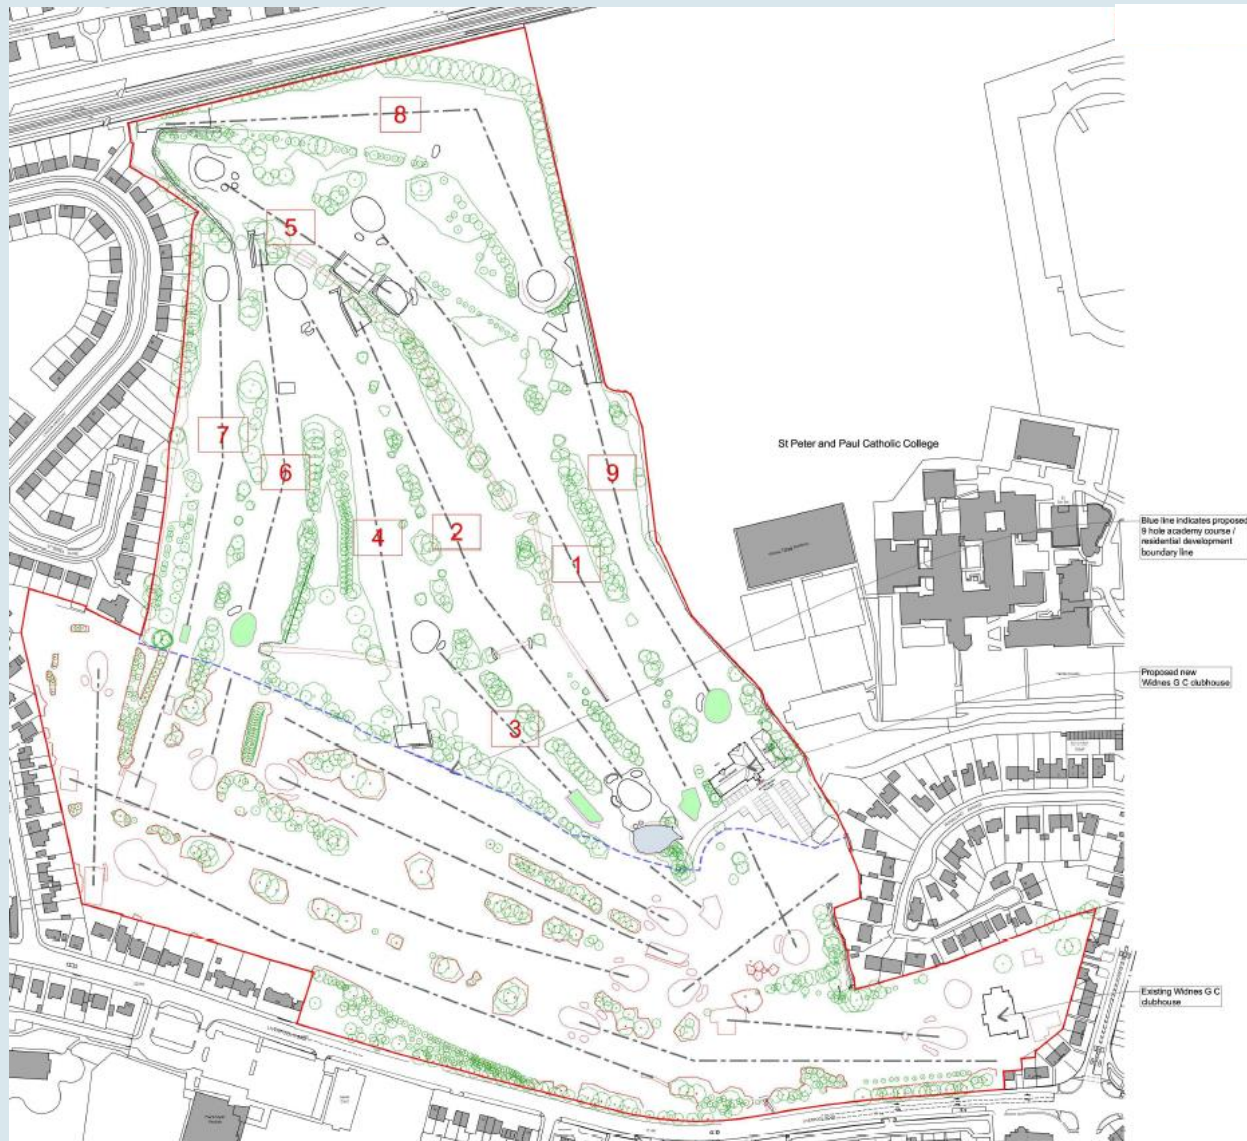 8
5
St Peter and Paul Catholic College
7
6
9
2
4
1
Blue line indicates proposed
9 hole academy course /
residential development
boundary line
Proposed new
Widnes G C clubhouse
3
Existing Widnes G C
clubhouse